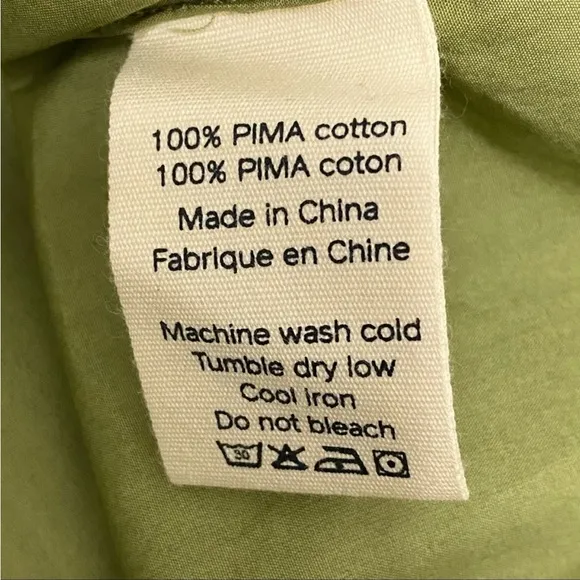 100% PIMA cotton
100% PIMA coton
Made in China
Fabrique en Chine
Machine wash cold
Tumble dry low
Cool iron
Do not bleach
30